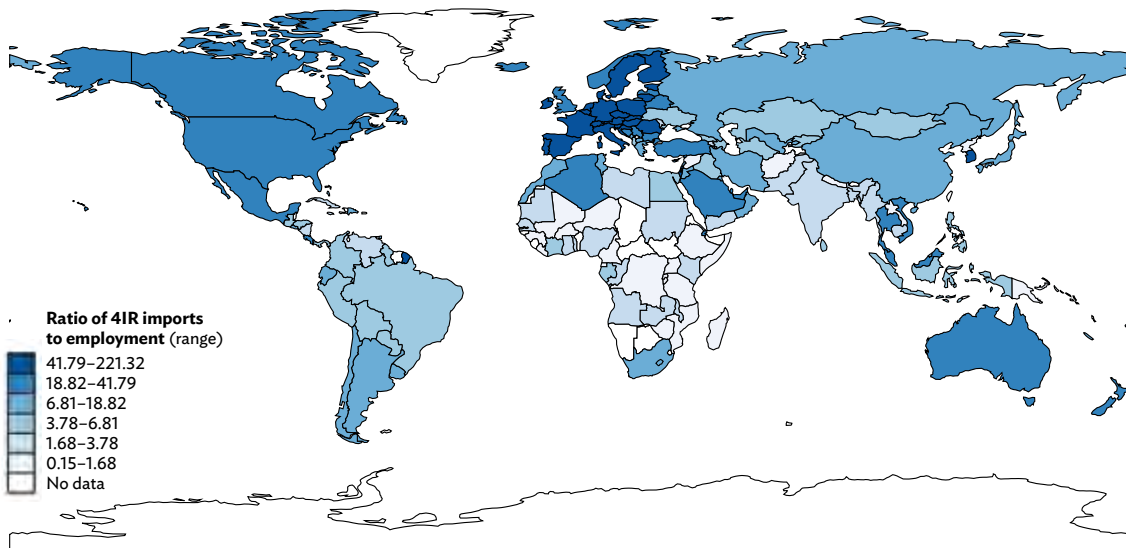 Ratio of 4IR imports
to employment (range)
41.79–221.32
18.82–41.79
6.81–18.82
3.78–6.81
1.68–3.78
0.15–1.68
No data